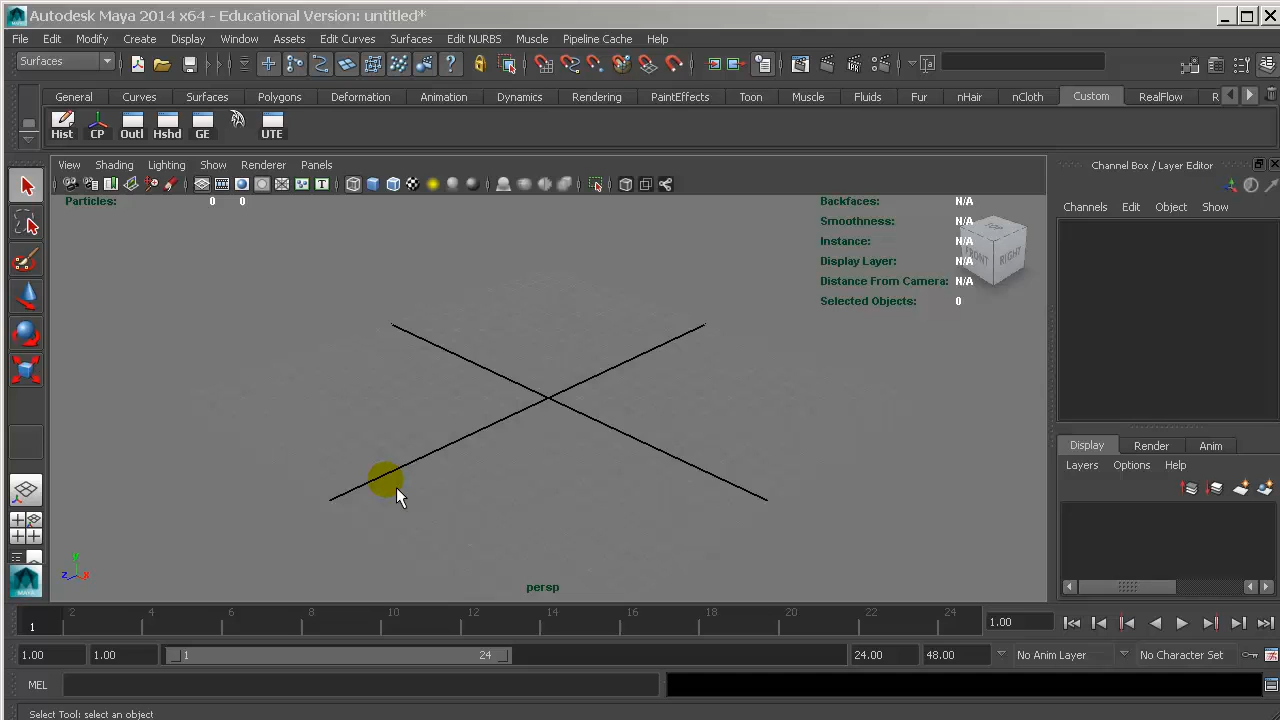 Autodesk Maya 2014 x64 - Educational Version: untitled*
File Edit Modify Create Display Window Assets Edit Curves Surfaces Edit NURBS Muscle Pipeline Cache Help
Surfaces
General Curves Surfaces Polygons Deformation Animation Dynamics Rendering PaintEffects Toon Muscle Fluids Fur nHair nCloth Custom RealFlow R
Hist CP Outl Hshd GE UTE
View Shading Lighting Show Renderer Panels
Channel Box / Layer Editor
Particles: 0 0
Backfaces: N/A
Smoothness: N/A
Instance: N/A
Display Layer: N/A
Distance From Camera: N/A
Selected Objects: 0
TOP
FRONT RIGHT
Channels Edit Object Show
Display Render Anim
Layers Options Help
y
z x
persp
MAYA
1 2 4 6 8 10 12 14 16 18 20 22 24
1.00
1.00 1.00 1 24 24.00 48.00 No Anim Layer No Character Set
MEL
Select Tool: select an object